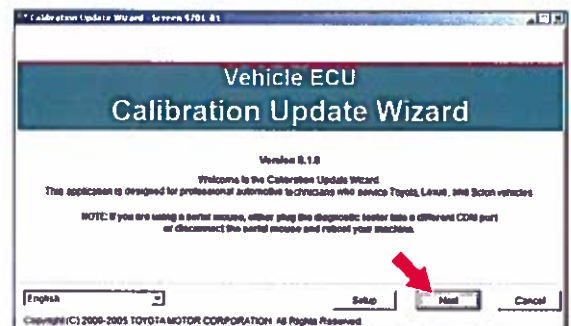 Calibration Update Wizard - Screen S701-01
Vehicle ECU
Calibration Update Wizard
Version 8.1.0
Welcome to the Calibration Update Wizard
This application is designed for professional automotive technicians who service Toyota, Lexus, and Scion vehicles
NOTE: If you are using a serial mouse, either plug the diagnostic tester into a different COM port
or disconnect the serial mouse and reboot your machine.
English
Setup
Next
Cancel
Copyright (C) 2000-2005 TOYOTA MOTOR CORPORATION All Rights Reserved